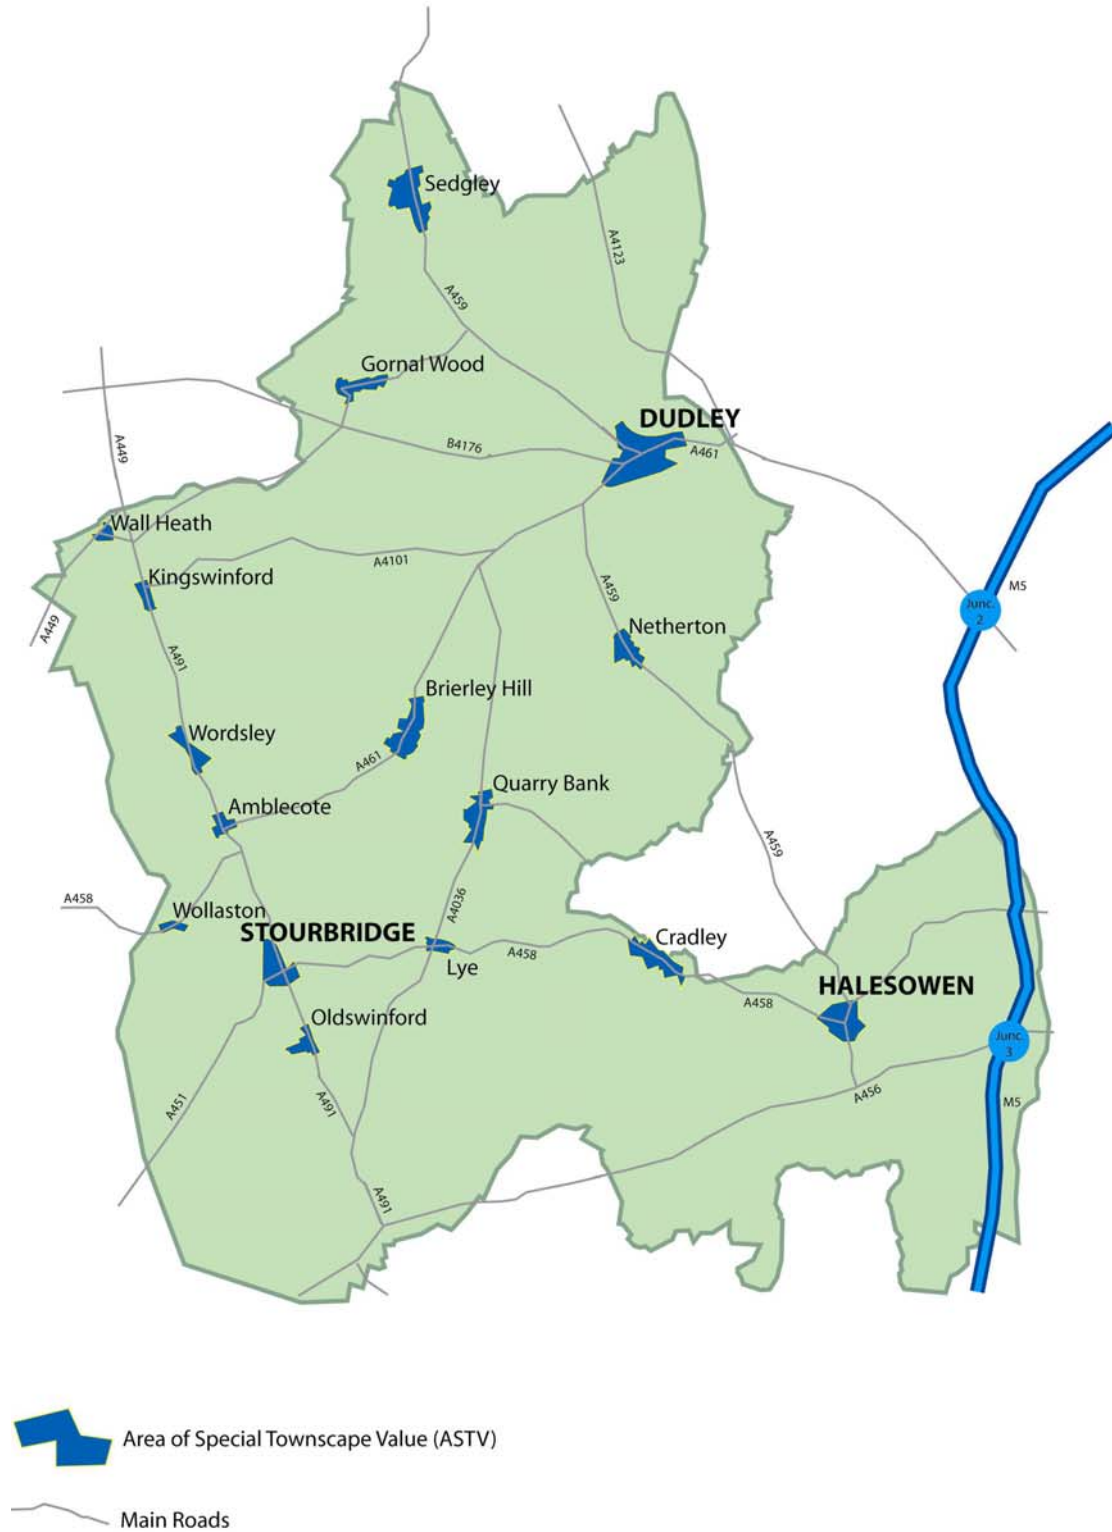 Sedgley
A4123
A459
Gornal Wood
DUDLEY
A449
B4176
A461
Wall Heath
A4101
Kingswinford
A459
M5
Junc.
2
A449
Netherton
A491
Brierley Hill
Wordsley
A461
Quarry Bank
Amblecote
A459
A458
Wollaston
A4036
STOURBRIDGE
Cradley
A458
Lye
HALESOWEN
A458
Oldswinford
Junc.
3
A451
A491
A456
M5
A491
Area of Special Townscape Value (ASTV)
Main Roads